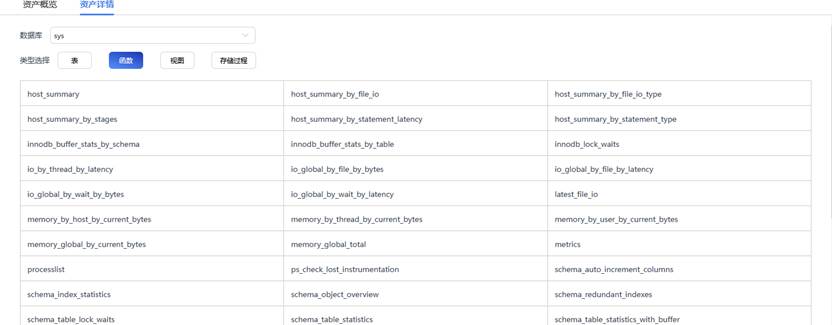 资产概览 资产详情
数据库 sys
类型选择 表 函数 视图 存储过程
host_summary host_summary_by_file_io host_summary_by_file_io_type
host_summary_by_stages host_summary_by_statement_latency host_summary_by_statement_type
innodb_buffer_stats_by_schema innodb_buffer_stats_by_table innodb_lock_waits
io_by_thread_by_latency io_global_by_file_by_bytes io_global_by_file_by_latency
io_global_by_wait_by_bytes io_global_by_wait_by_latency latest_file_io
memory_by_host_by_current_bytes memory_by_thread_by_current_bytes memory_by_user_by_current_bytes
memory_global_by_current_bytes memory_global_total metrics
processlist ps_check_lost_instrumentation schema_auto_increment_columns
schema_index_statistics schema_object_overview schema_redundant_indexes
schema_table_lock_waits schema_table_statistics schema_table_statistics_with_buffer